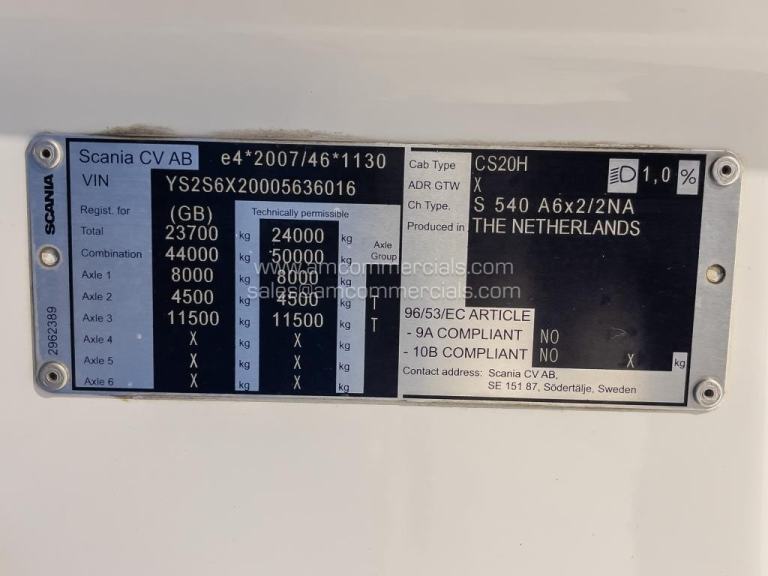 SCANIA
2962389
Scania CV AB e4*2007/46*1130
VIN YS2S6X20005636016
Regist. for (GB) Technically permissible
Total 23700 kg 24000 kg Axle Group
Combination 44000 kg 50000 kg
Axle 1 8000 kg 8000 kg
Axle 2 4500 kg 4500 kg T
Axle 3 11500 kg 11500 kg T
Axle 4 X kg X kg
Axle 5 X kg X kg
Axle 6 X kg X kg
Cab Type CS20H 1,0 %
ADR GTW X
Ch Type. S 540 A6x2/2NA
Produced in THE NETHERLANDS
96/53/EC ARTICLE
- 9A COMPLIANT NO
- 10B COMPLIANT NO X kg
Contact address: Scania CV AB,
SE 151 87, Södertälje, Sweden
www.amcommercials.com
sales@amcommercials.com